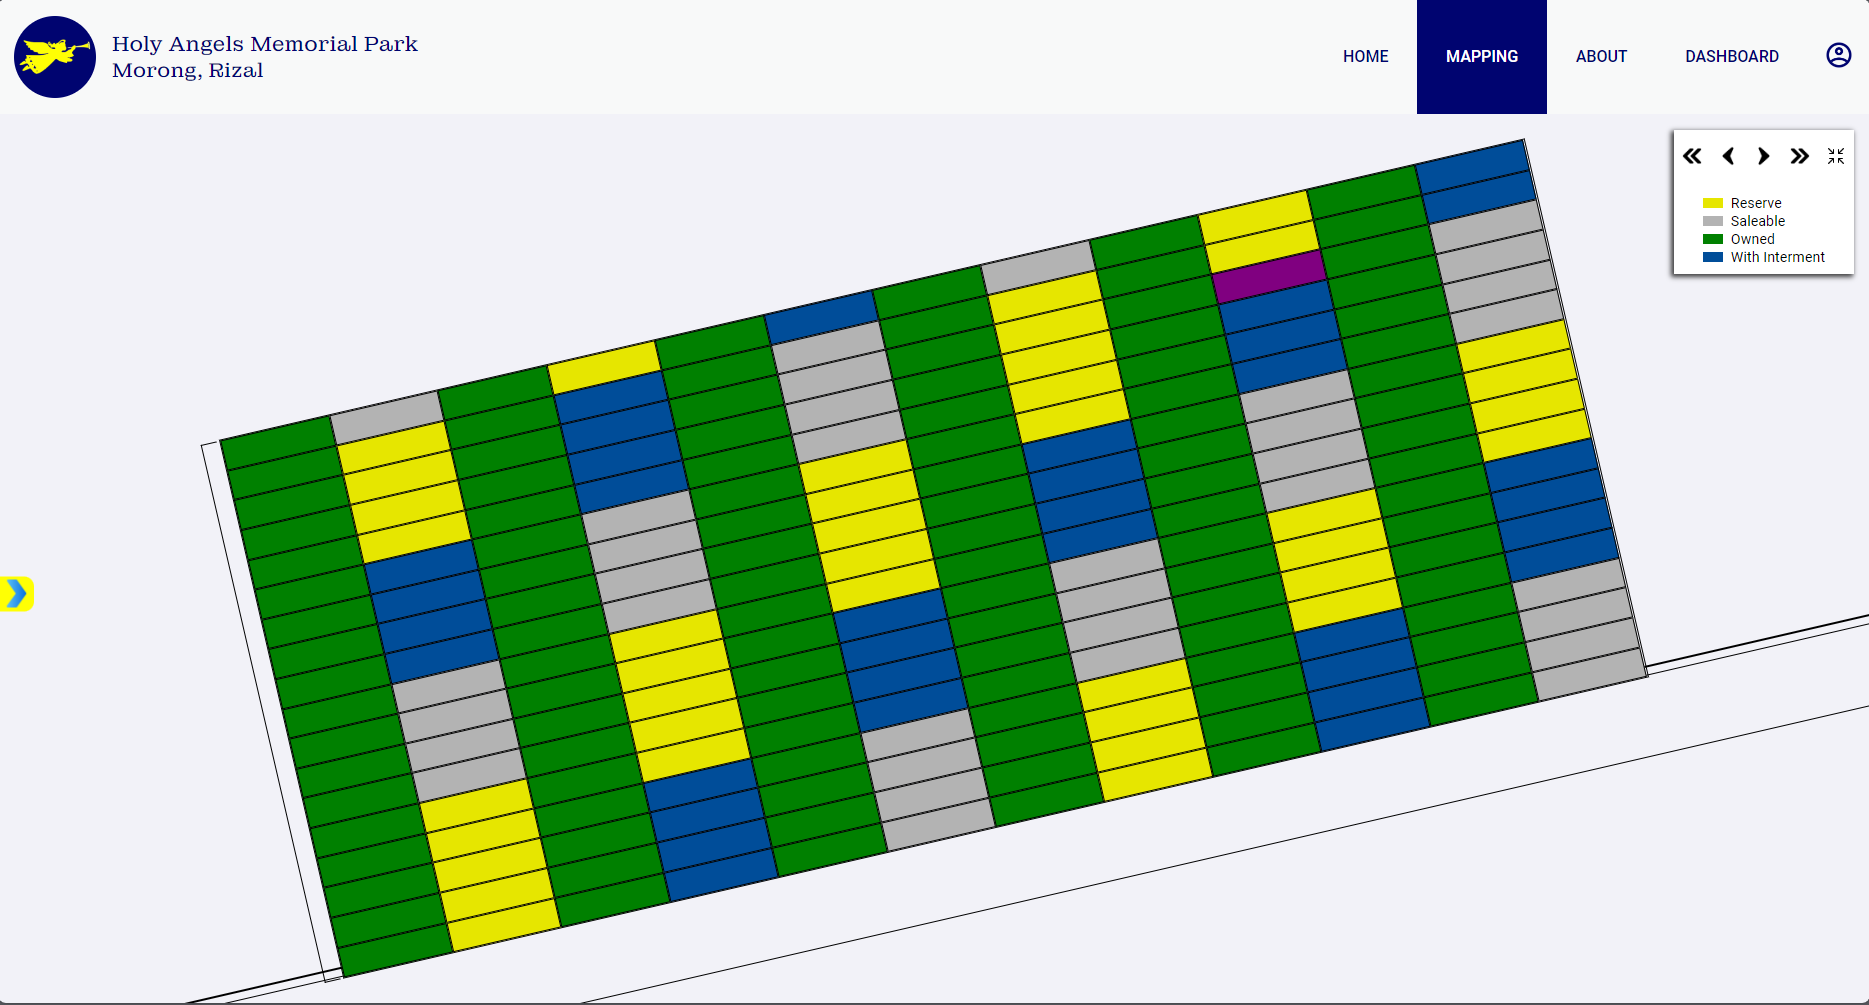 Holy Angels Memorial Park
Morong, Rizal
HOME
MAPPING
ABOUT
DASHBOARD
Reserve
Saleable
Owned
With Interment